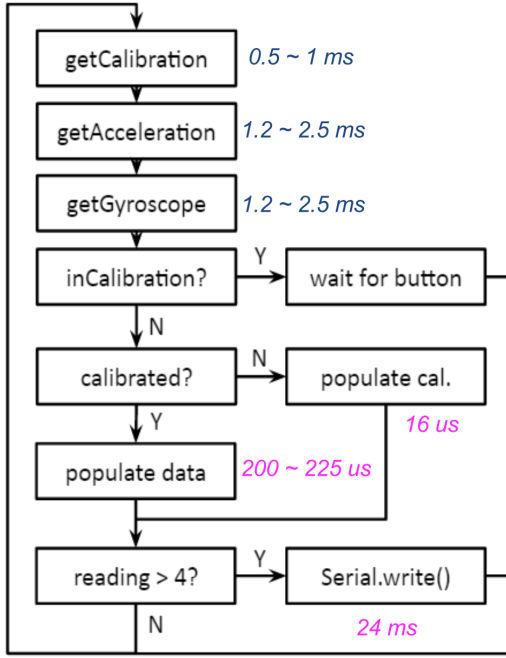 getCalibration 0.5 ~ 1 ms
getAcceleration 1.2 ~ 2.5 ms
getGyroscope 1.2 ~ 2.5 ms
inCalibration? Y wait for button
N
calibrated? N populate cal.
Y 16 us
populate data 200 ~ 225 us
reading > 4? Y Serial.write()
N 24 ms